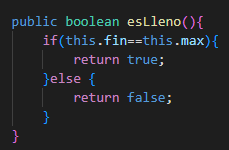 public boolean esLleno(){
    if(this.fin==this.max){
        return true;
    }else {
        return false;
    }
}